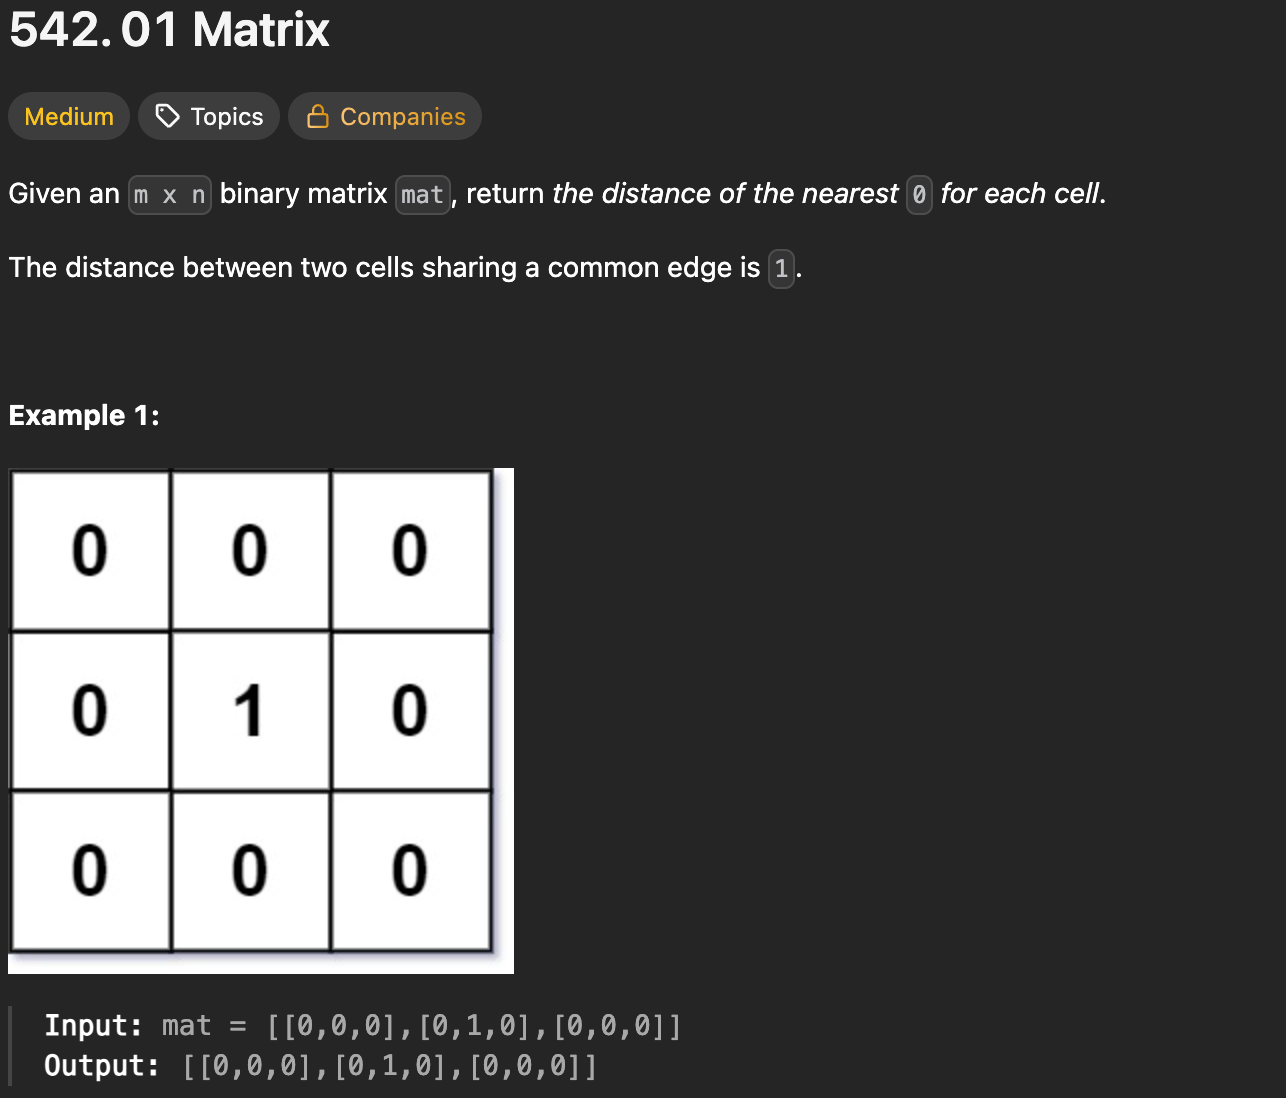 542. 01 Matrix
Medium Topics Companies
Given an m x n binary matrix mat, return the distance of the nearest 0 for each cell.
The distance between two cells sharing a common edge is 1.
Example 1:
0 0 0
0 1 0
0 0 0
Input: mat = [[0,0,0],[0,1,0],[0,0,0]]
Output: [[0,0,0],[0,1,0],[0,0,0]]